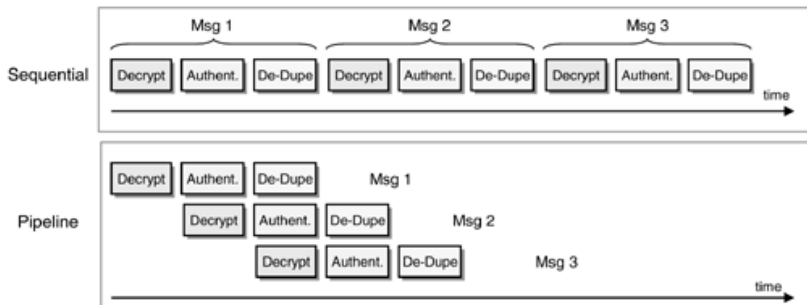 Msg 1 Msg 2 Msg 3
Sequential Decrypt Authent. De-Dupe Decrypt Authent. De-Dupe Decrypt Authent. De-Dupe
time
Decrypt Authent. De-Dupe Msg 1
Pipeline Decrypt Authent. De-Dupe Msg 2
Decrypt Authent. De-Dupe Msg 3
time